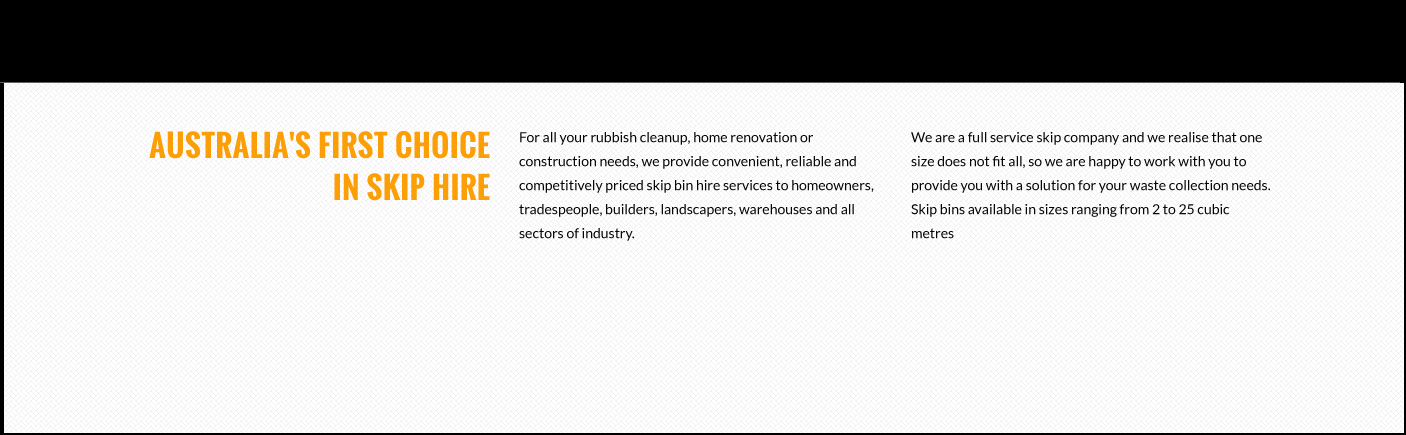 AUSTRALIA'S FIRST CHOICE
IN SKIP HIRE
For all your rubbish cleanup, home renovation or
construction needs, we provide convenient, reliable and
competitively priced skip bin hire services to homeowners,
tradespeople, builders, landscapers, warehouses and all
sectors of industry.
We are a full service skip company and we realise that one
size does not fit all, so we are happy to work with you to
provide you with a solution for your waste collection needs.
Skip bins available in sizes ranging from 2 to 25 cubic
metres